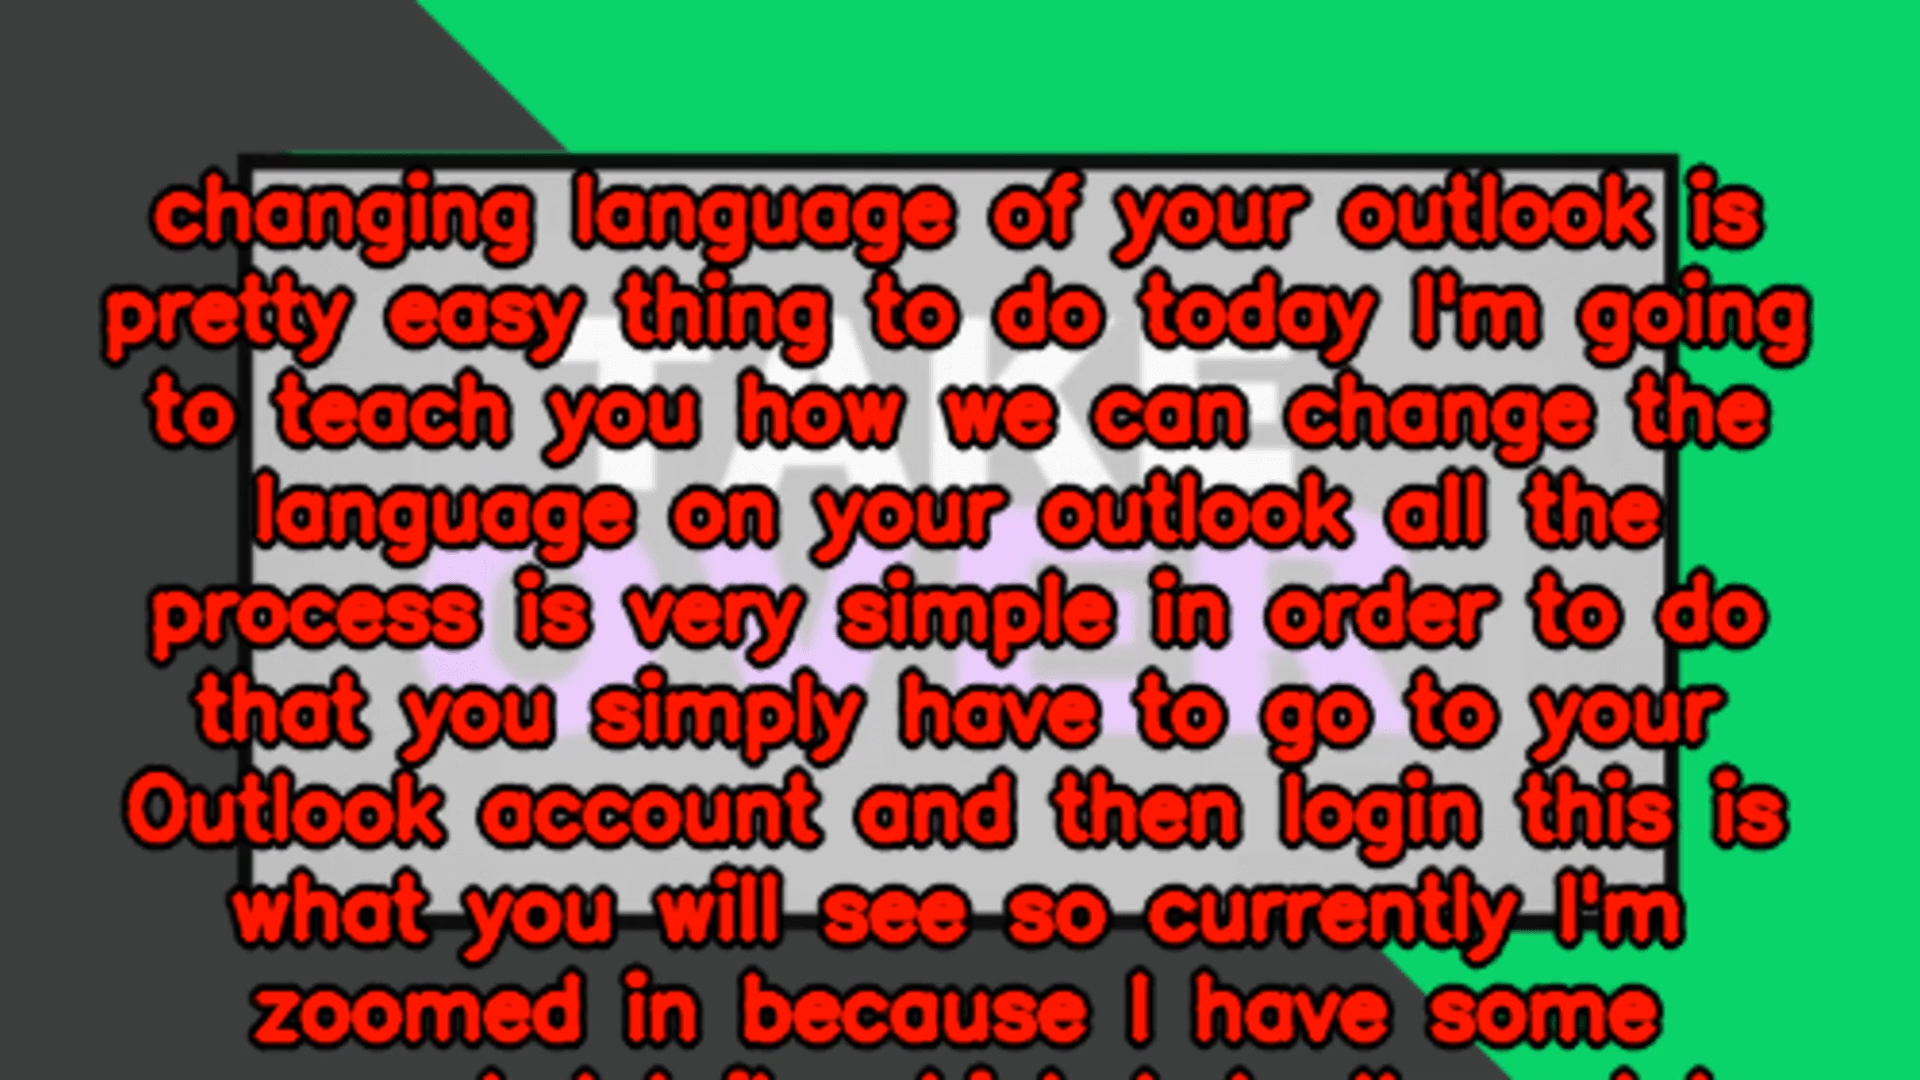 changing language of your outlook is
pretty easy thing to do today I'm going
to teach you how we can change the
language on your outlook all the
process is very simple in order to do
that you simply have to go to your
Outlook account and then login this is
what you will see so currently I'm
zoomed in because I have some
TAKE
OVER